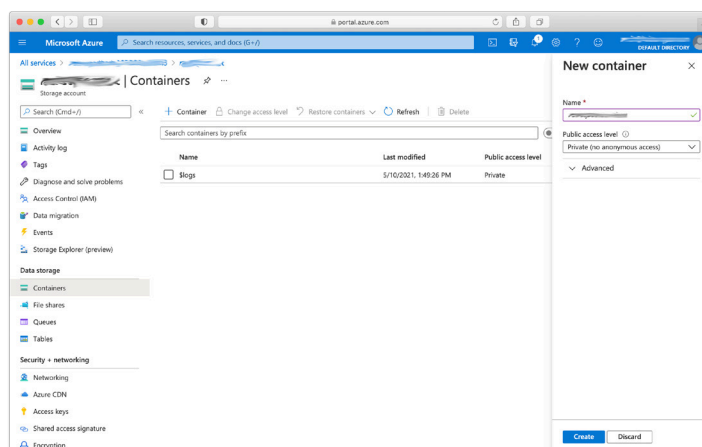 portal.azure.com
Microsoft Azure
Search resources, services, and docs (G+/)
1
DEFAULT DIRECTORY
All services > >
| Containers
Storage account
Search (Cmd+/)
«
Overview
Activity log
Tags
Diagnose and solve problems
Access Control (IAM)
Data migration
Events
Storage Explorer (preview)
Data storage
Containers
File shares
Queues
Tables
Security + networking
Networking
Azure CDN
Access keys
Shared access signature
Encryption
+ Container
Change access level
Restore containers
Refresh
Delete
Search containers by prefix
Name Last modified Public access level
$logs 5/10/2021, 1:49:26 PM Private
New container
Name *
Public access level
Private (no anonymous access)
Advanced
Create Discard